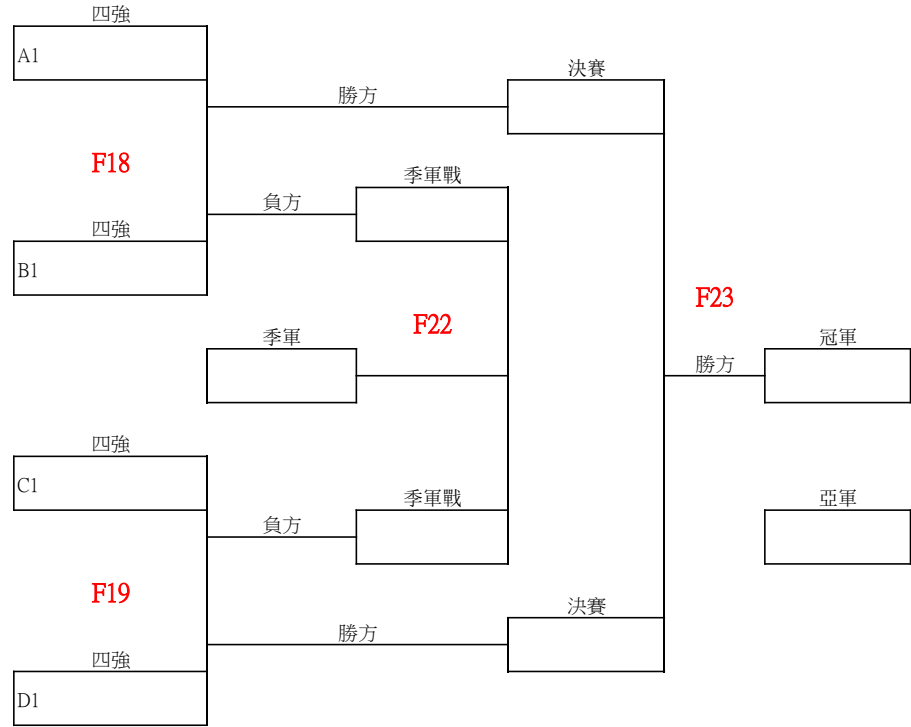 四強
A1
決賽
勝方
F18
季軍戰
負方
四強
B1
F23
F22
季軍
冠軍
勝方
四強
C1
季軍戰
亞軍
負方
F19
決賽
勝方
四強
D1